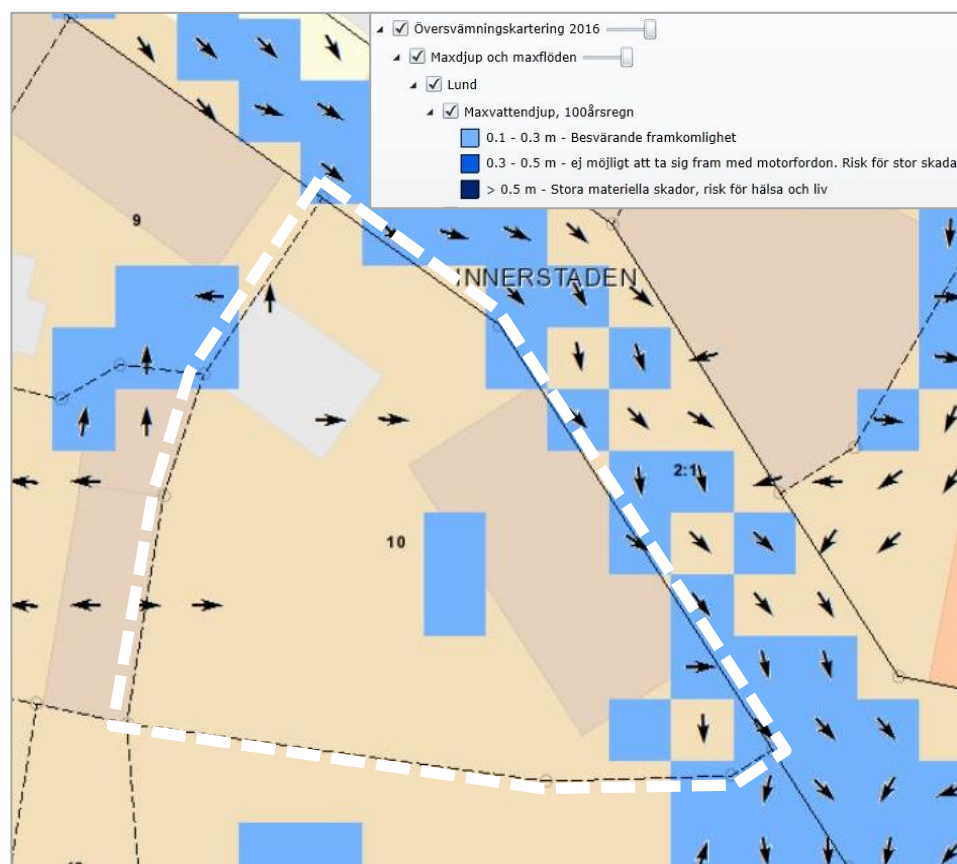 Översvämningskartering 2016
Maxdjup och maxflöden
Lund
Maxvattendjup, 100årsregn
0.1 - 0.3 m - Besvärande framkomlighet
0.3 - 0.5 m - ej möjligt att ta sig fram med motorfordon. Risk för stor skada
> 0.5 m - Stora materiella skador, risk för hälsa och liv
9
INNERSTADEN
2:1
10